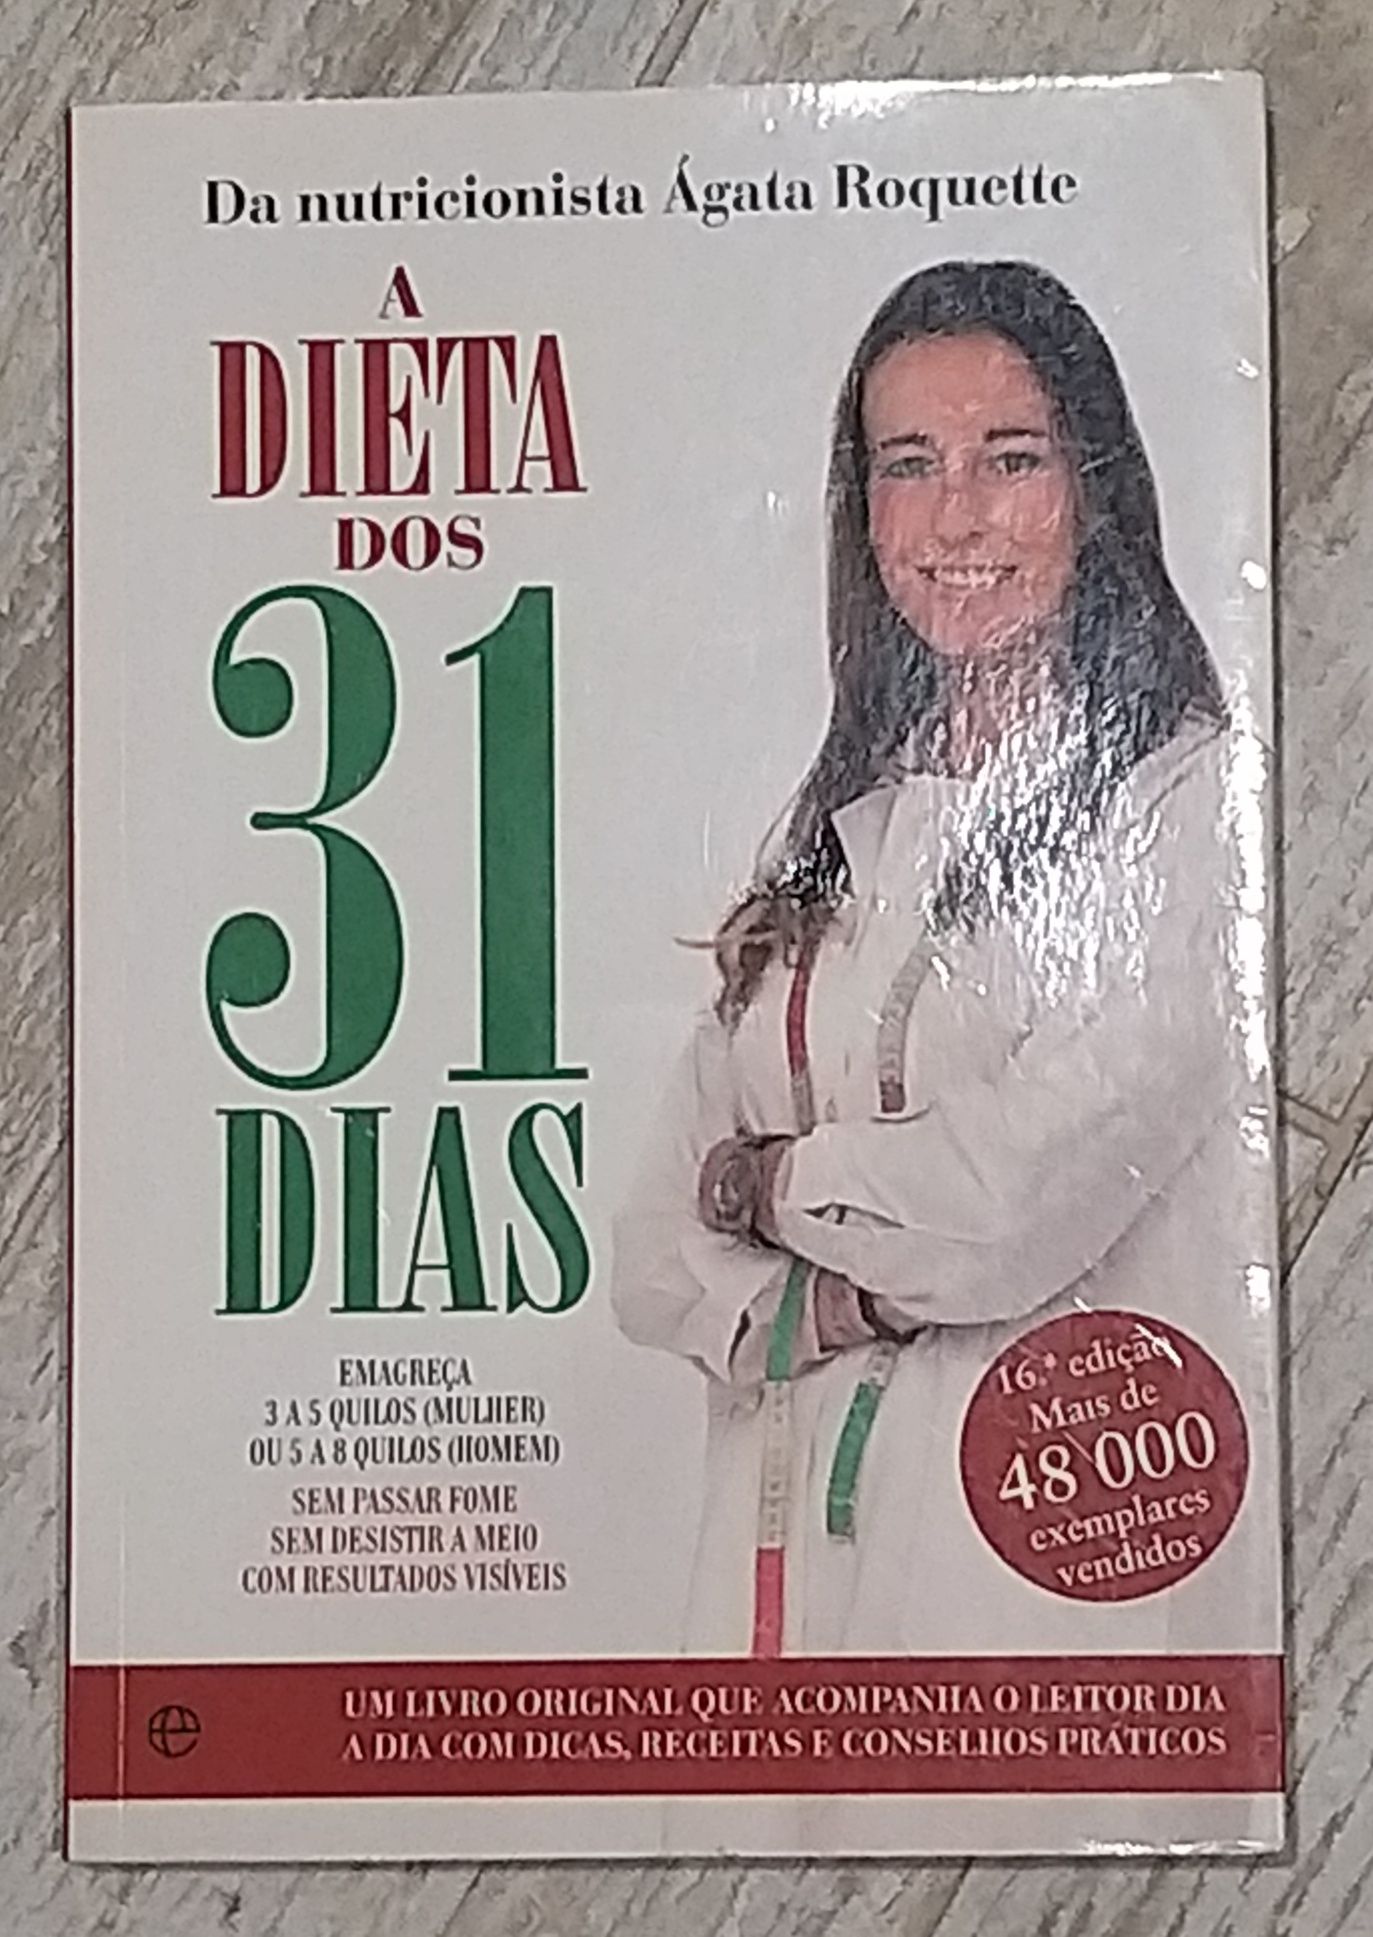 Da nutricionista Ágata Roquette
A
DIETA
DOS
31
DIAS
EMAGREÇA
3 A 5 QUILOS (MULHER)
OU 5 A 8 QUILOS (HOMEM)
SEM PASSAR FOME
SEM DESISTIR A MEIO
COM RESULTADOS VISÍVEIS
16.ª edição
Mais de
48 000
exemplares
vendidos
UM LIVRO ORIGINAL QUE ACOMPANHA O LEITOR DIA
A DIA COM DICAS, RECEITAS E CONSELHOS PRÁTICOS